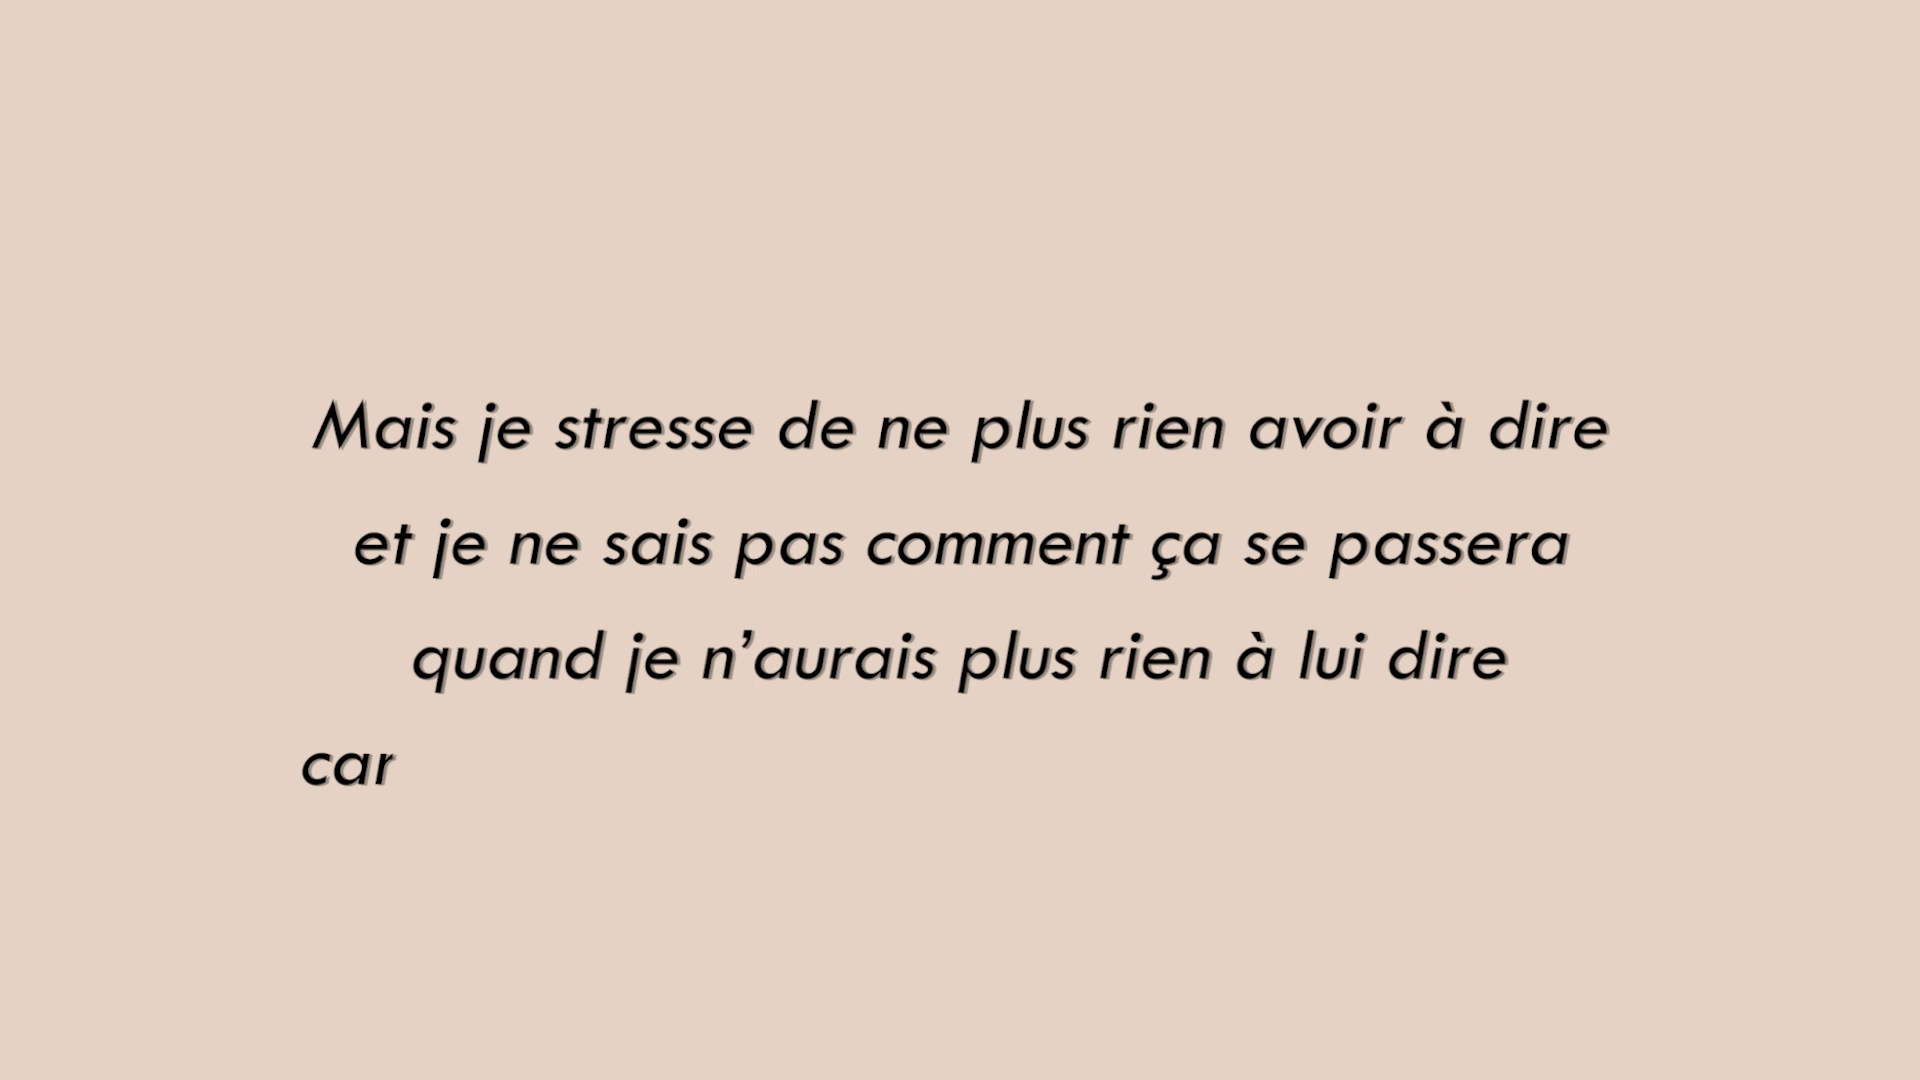 Mais je stresse de ne plus rien avoir à dire
et je ne sais pas comment ça se passera
quand je n’aurais plus rien à lui dire
car